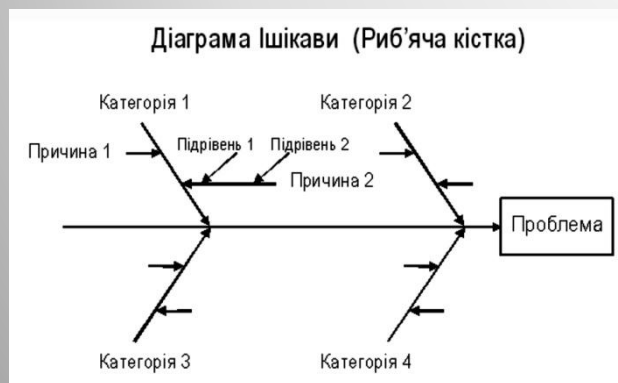 Діаграма Ішікави (Риб’яча кістка)
Категорія 1
Категорія 2
Причина 1
Підрівень 1
Підрівень 2
Причина 2
Проблема
Категорія 3
Категорія 4